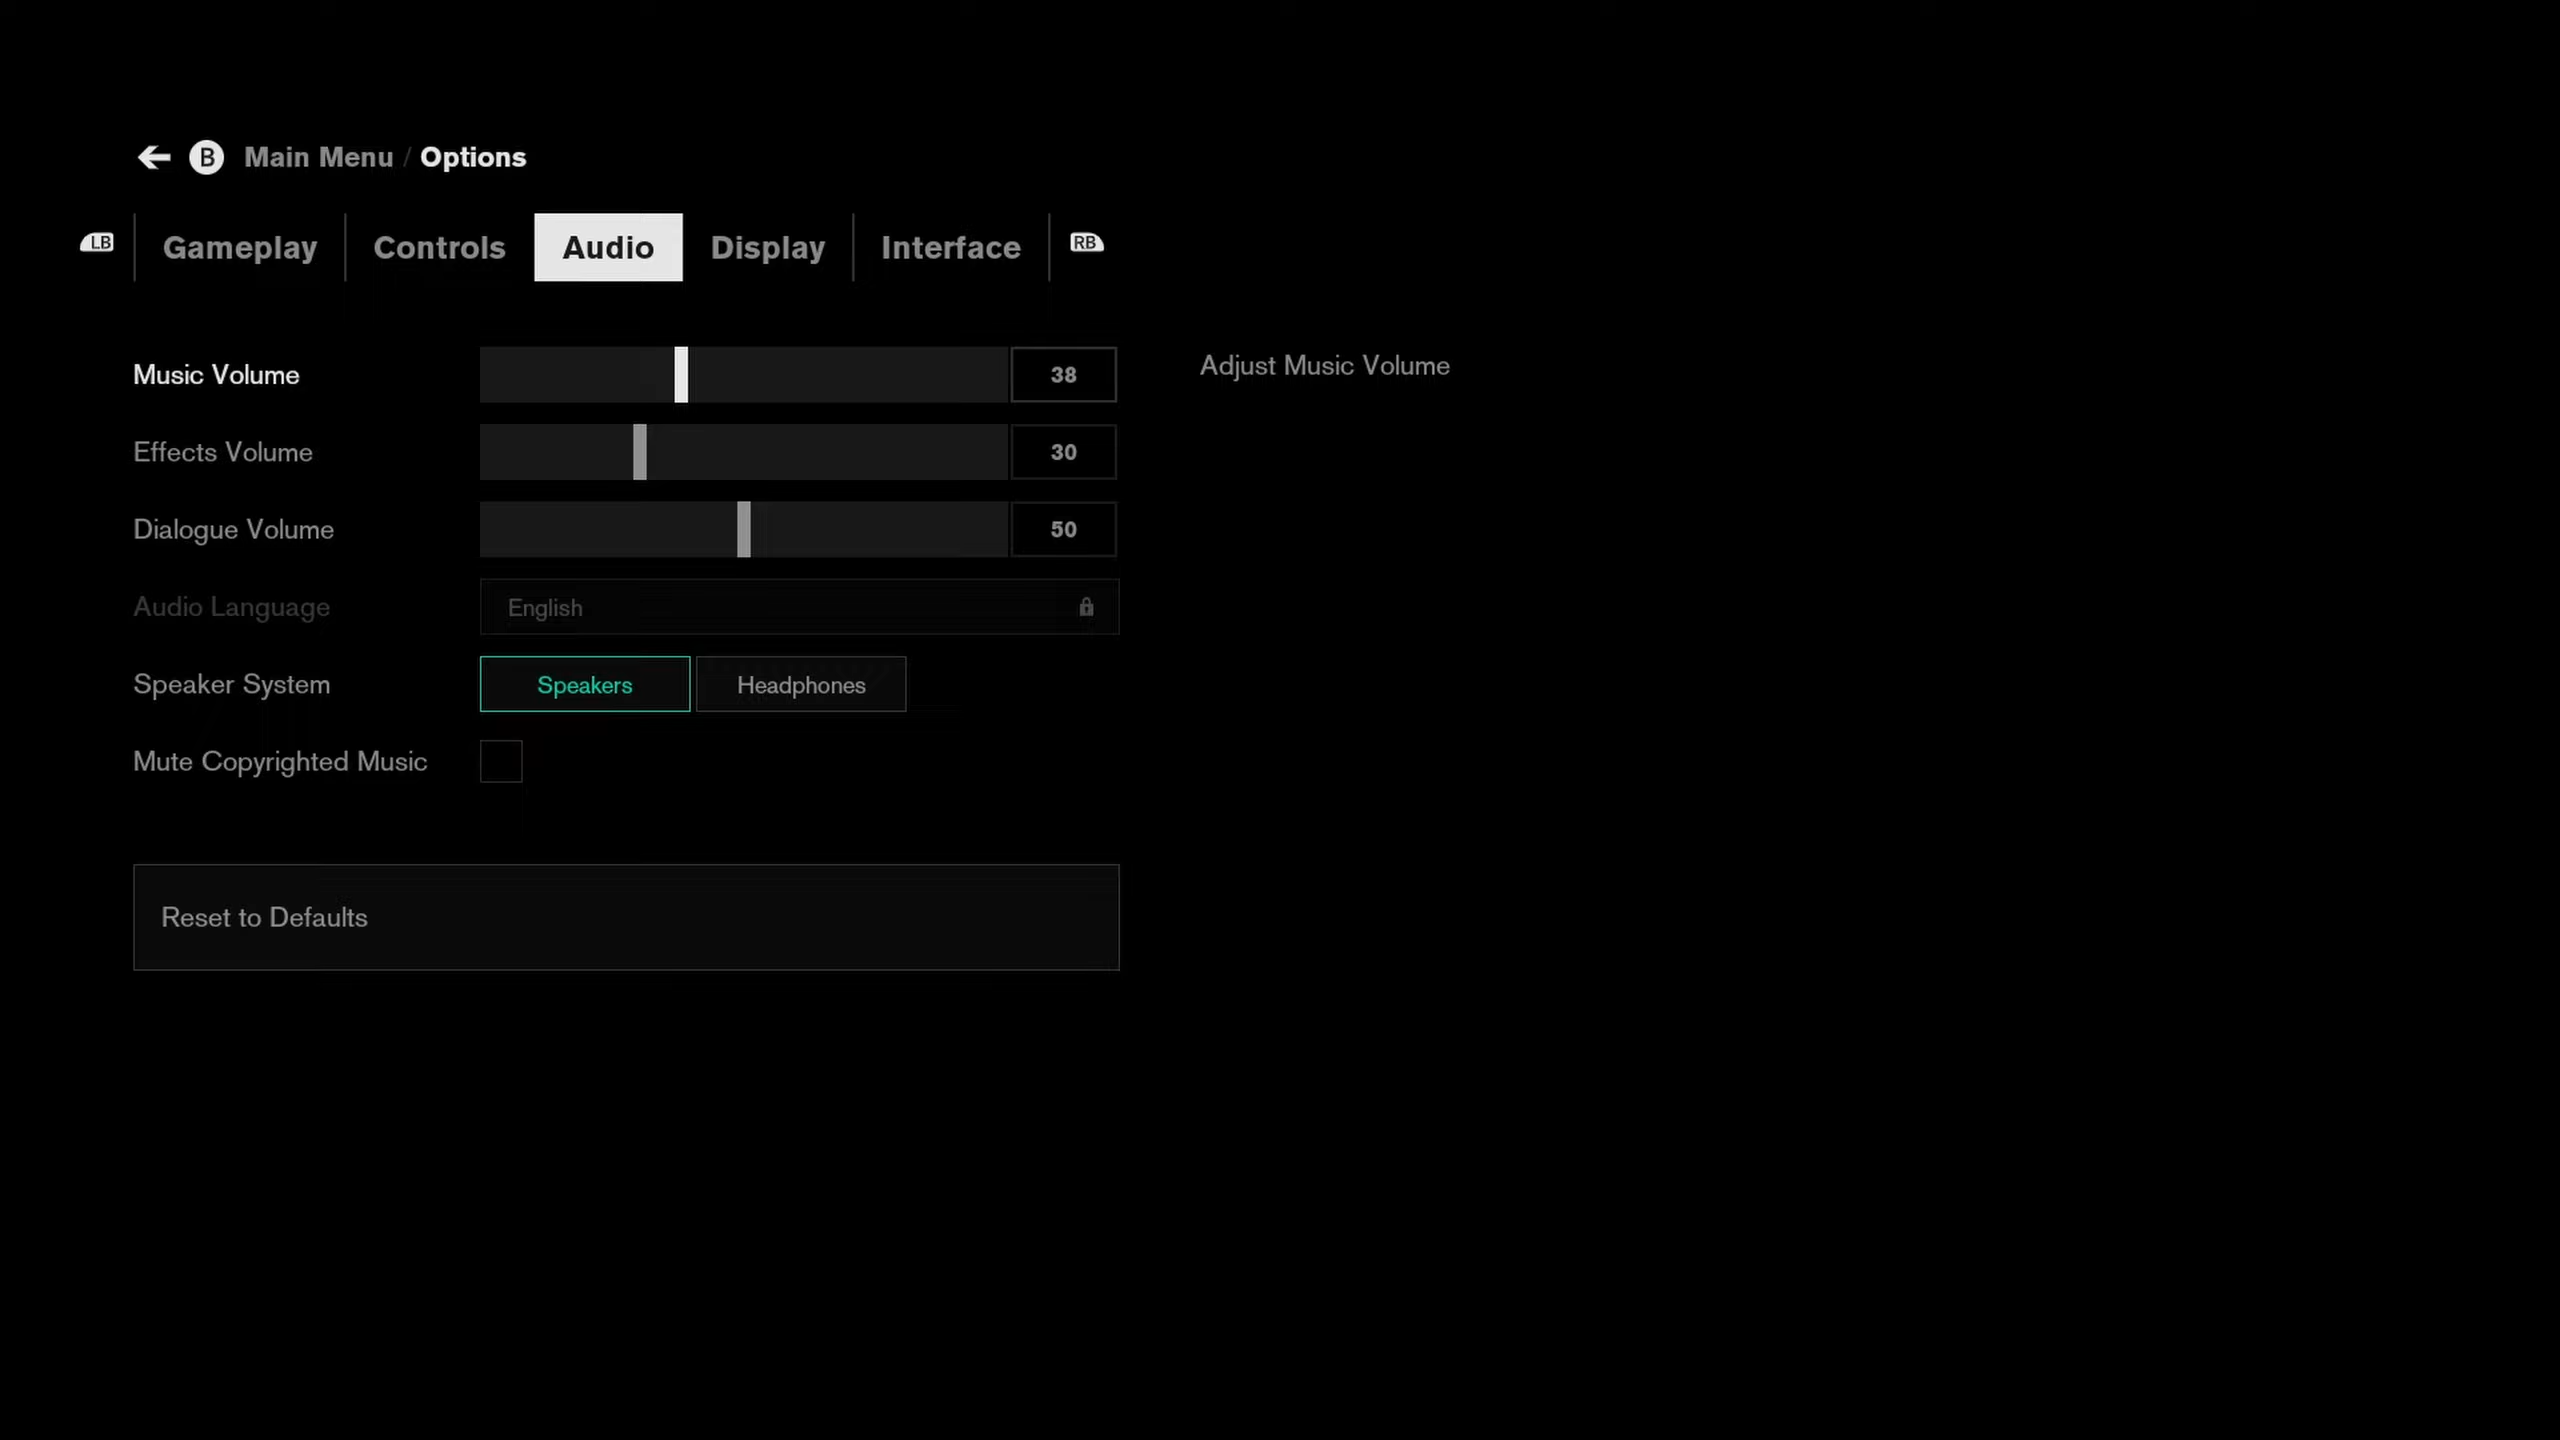 B Main Menu / Options
LB Gameplay Controls Audio Display Interface RB
Music Volume 38 Adjust Music Volume
Effects Volume 30
Dialogue Volume 50
Audio Language English
Speaker System Speakers Headphones
Mute Copyrighted Music
Reset to Defaults